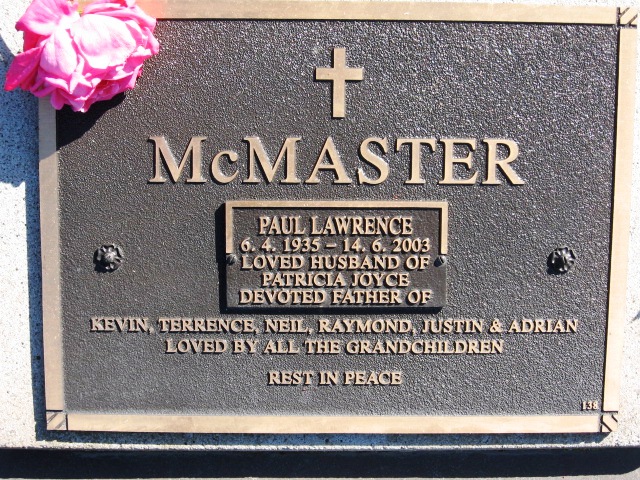 McMASTER
PAUL LAWRENCE
6. 4. 1935 – 14. 6. 2003
LOVED HUSBAND OF
PATRICIA JOYCE
DEVOTED FATHER OF
KEVIN, TERRENCE, NEIL, RAYMOND, JUSTIN & ADRIAN
LOVED BY ALL THE GRANDCHILDREN
REST IN PEACE
138